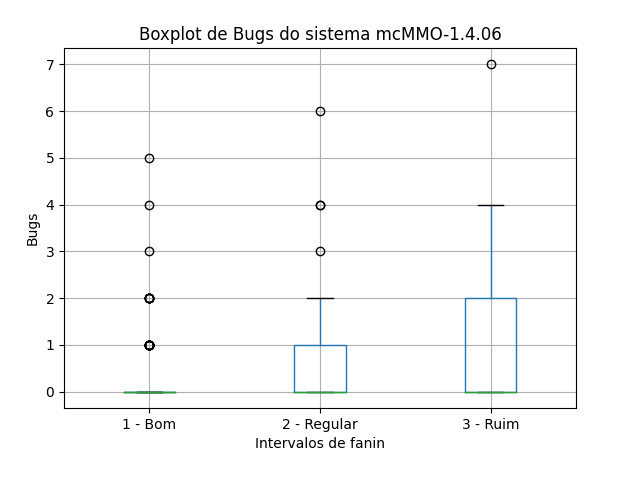 Boxplot de Bugs do sistema mcMMO-1.4.06
7
6
5
4
3
2
1
0
Bugs
1 - Bom
2 - Regular
3 - Ruim
Intervalos de fanin